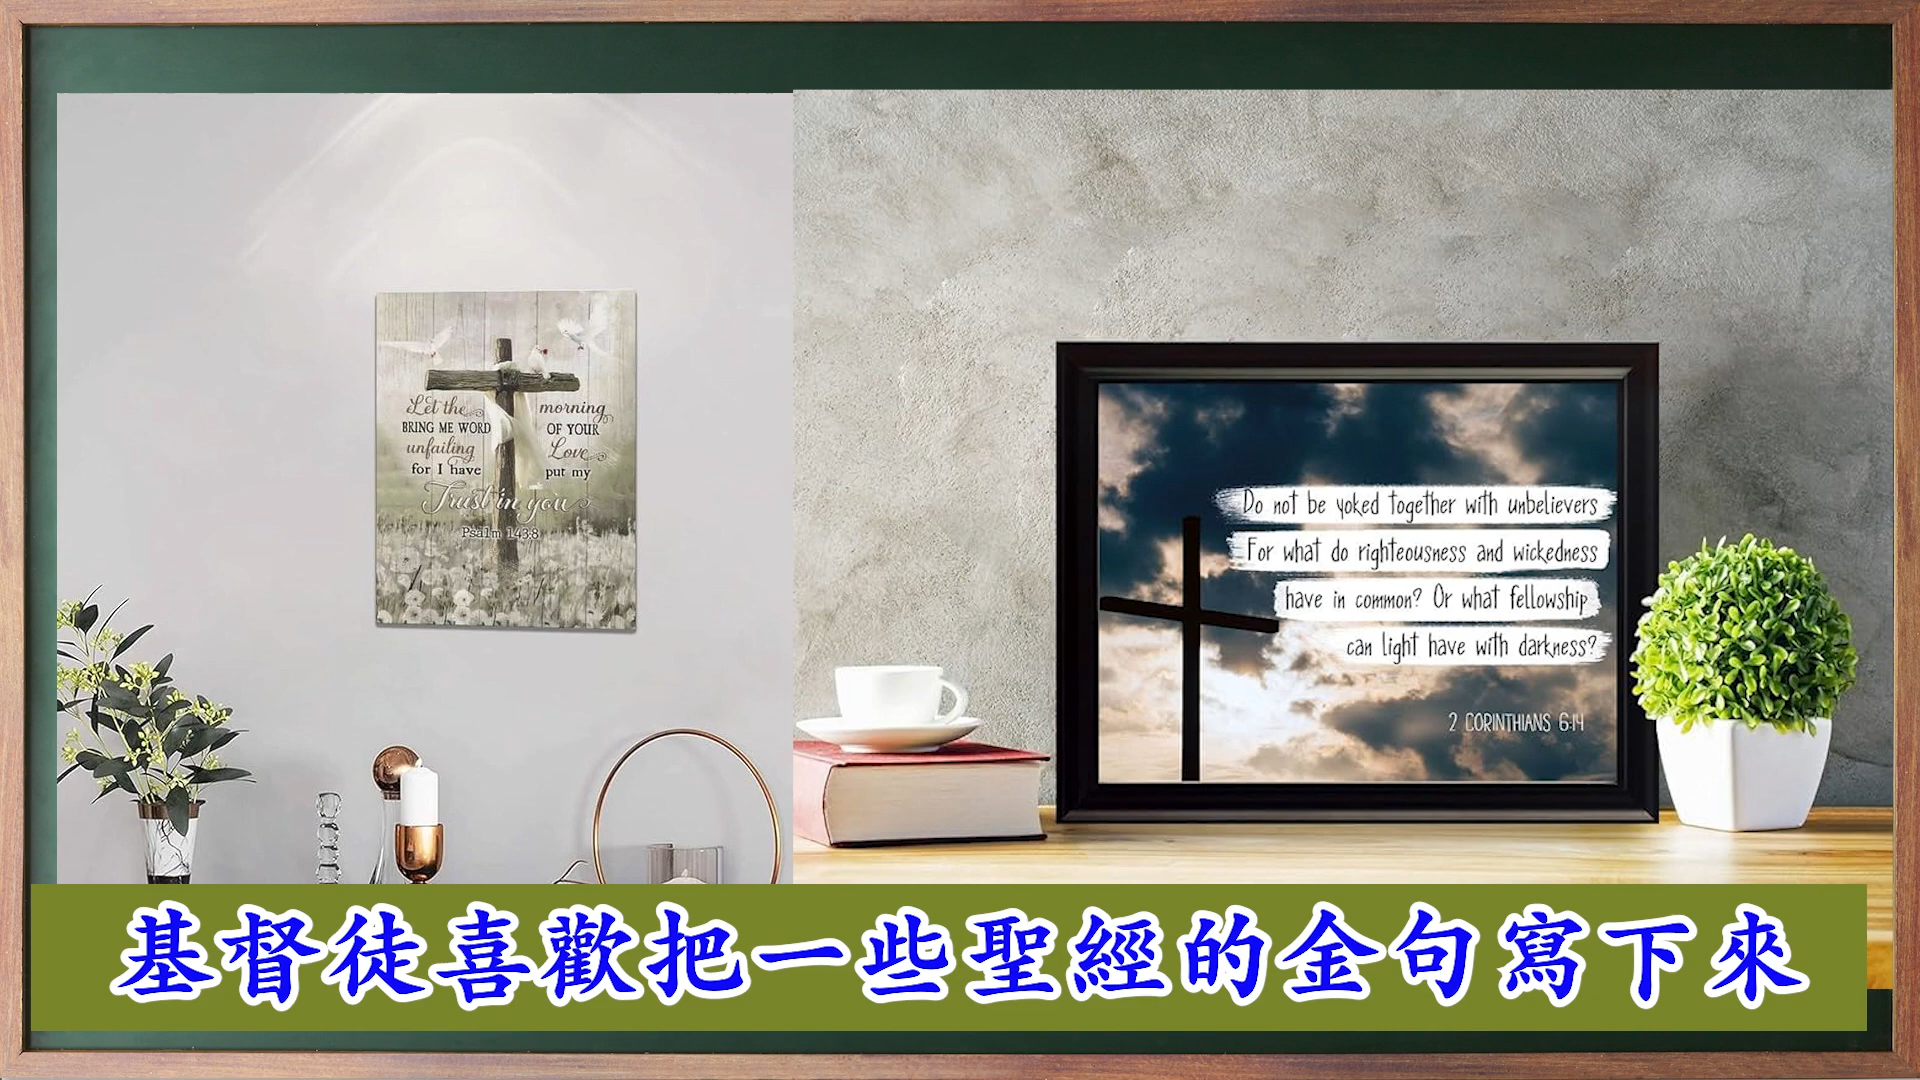 Let the morning
BRING ME WORD OF YOUR
unfailing Love
for I have put my
Trust in you
Psalm 143:8
Do not be yoked together with unbelievers
For what do righteousness and wickedness
have in common? Or what fellowship
can light have with darkness?
2 CORINTHIANS 6:14
基督徒喜歡把一些聖經的金句寫下來